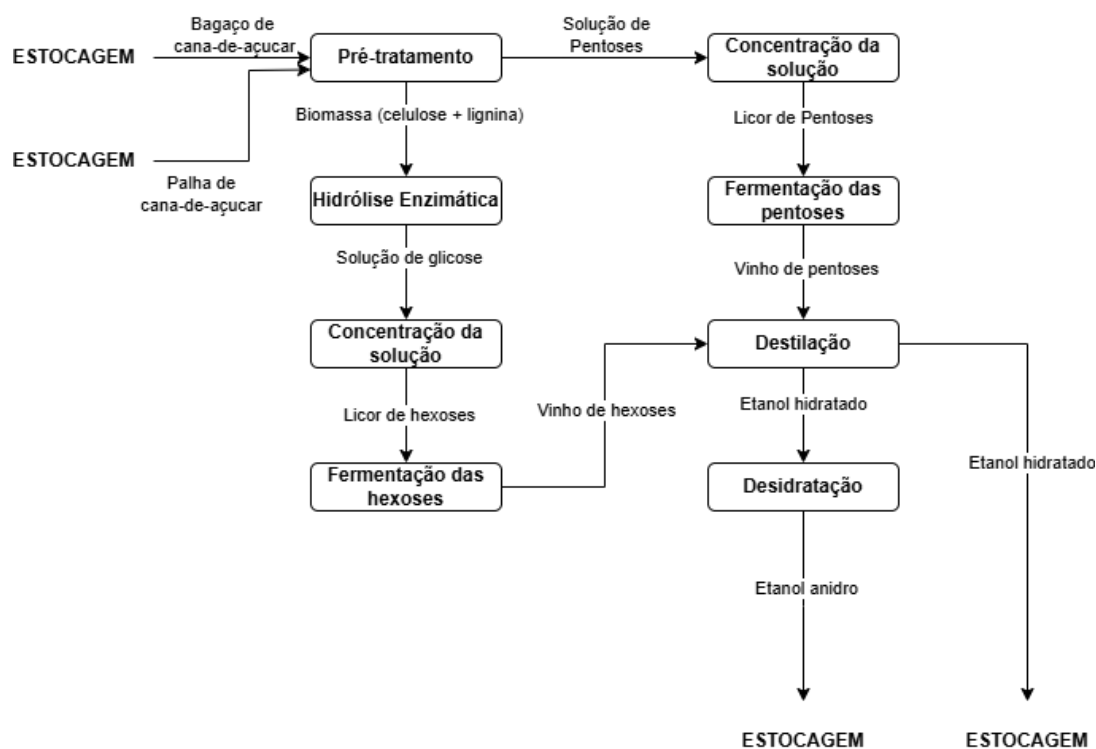 Bagaço de
cana-de-açucar
Solução de
Pentoses
ESTOCAGEM
Pré-tratamento
Concentração da
solução
Biomassa (celulose + lignina)
Licor de Pentoses
ESTOCAGEM
Palha de
cana-de-açucar
Hidrólise Enzimática
Fermentação das
pentoses
Solução de glicose
Vinho de pentoses
Concentração da
solução
Destilação
Licor de hexoses
Vinho de hexoses
Etanol hidratado
Etanol hidratado
Fermentação das
hexoses
Desidratação
Etanol anidro
ESTOCAGEM
ESTOCAGEM